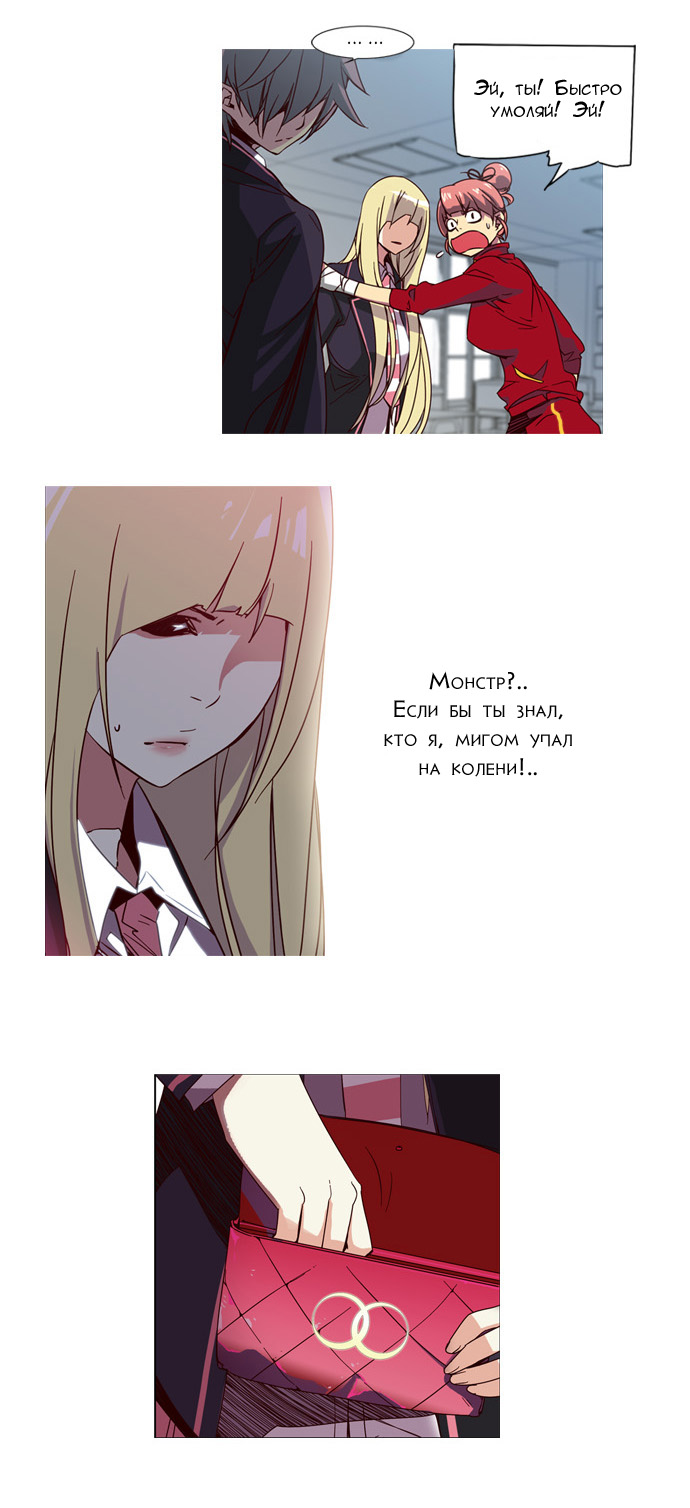 ... ...
Эй, ты! Быстро
умоляй! Эй!
Монстр?..
Если бы ты знал,
кто я, мигом упал
на колени!..